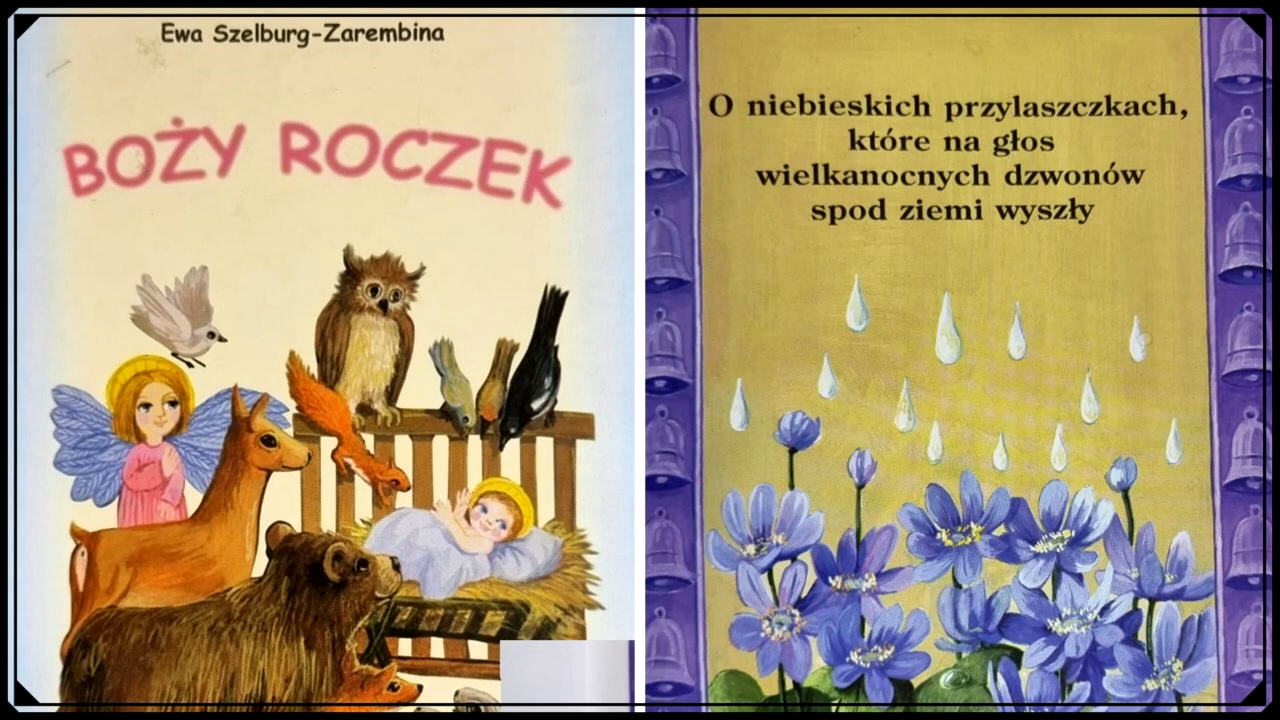 Ewa Szelburg-Zarembina
BOŻY ROCZEK
O niebieskich przylaszczkach,
które na głos
wielkanocnych dzwonów
spod ziemi wyszły